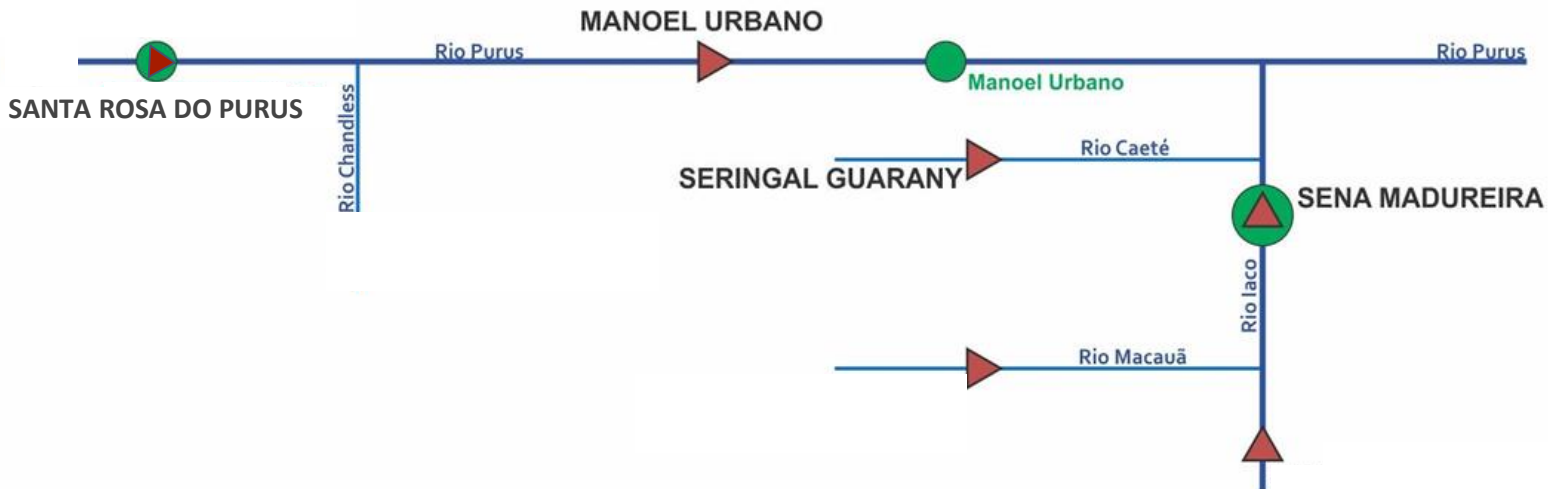 MANOEL URBANO
Rio Purus
Rio Purus
Manoel Urbano
SANTA ROSA DO PURUS
Rio Chandless
Rio Caeté
SERINGAL GUARANY
SENA MADUREIRA
Rio Iaco
Rio Macauã